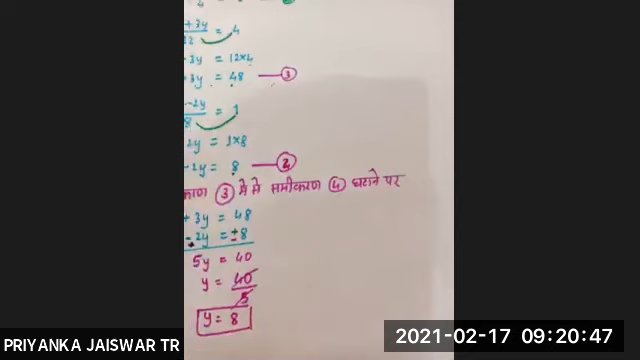 4
+3y/12 = 4
3y = 12×4
3y = 48 — ③
-2y/8 = 1
2y = 1×8
-2y = 8 — ②
करण ③ मे से समीकरण ④ घटाने पर
+ 3y = 48
- 2y = 8
5y = 40
y = 40/5
y = 8
PRIYANKA JAISWAR TR
2021-02-17 09:20:47